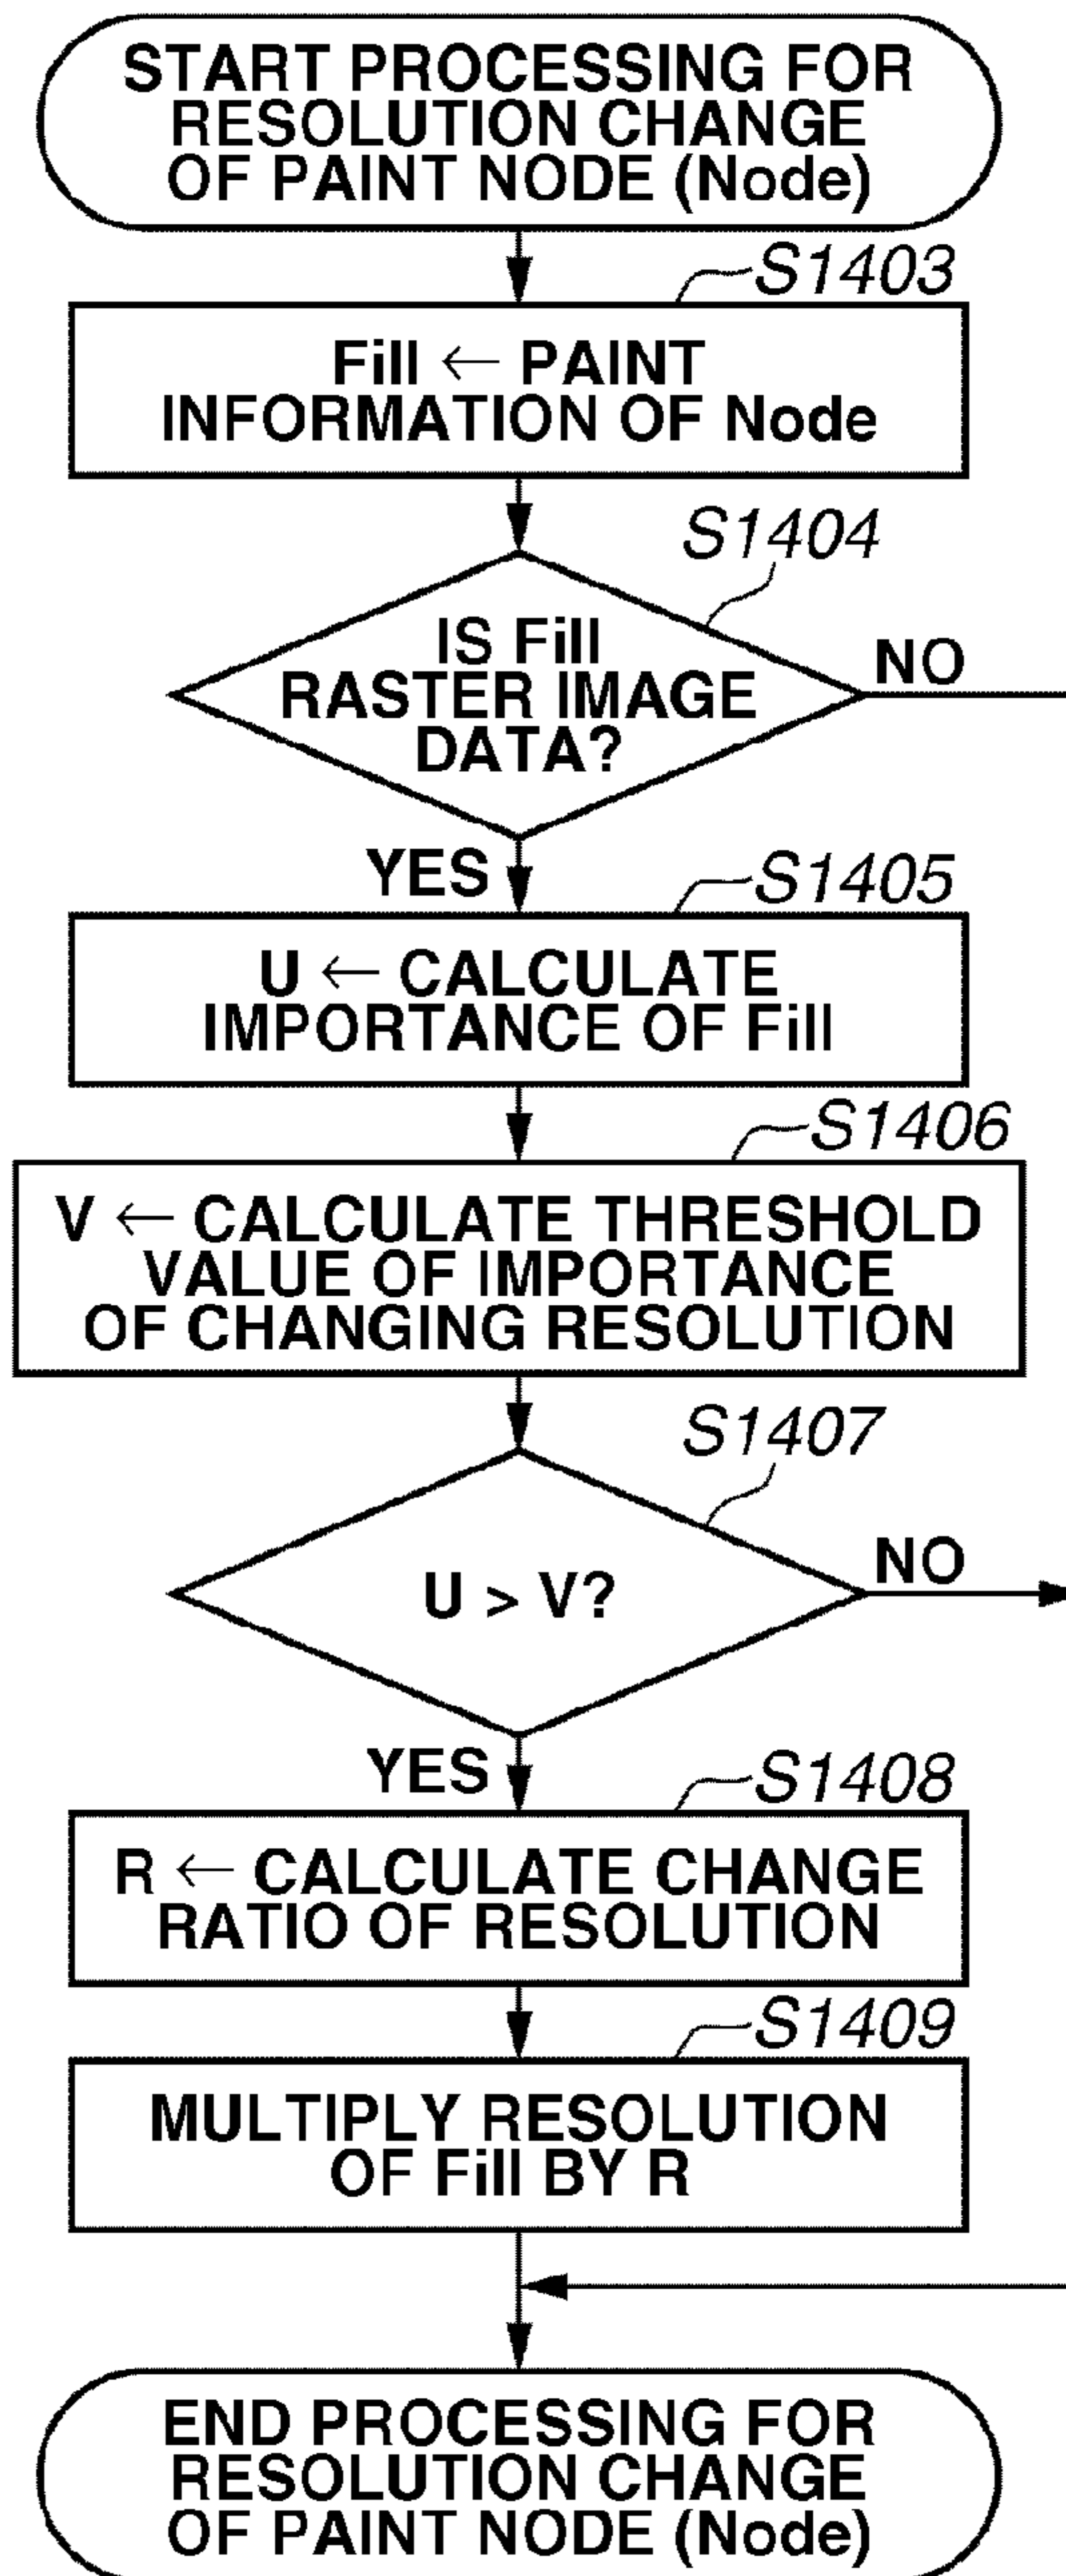 START PROCESSING FOR
RESOLUTION CHANGE
OF PAINT NODE (Node)
S1403
Fill ← PAINT
INFORMATION OF Node
S1404
IS Fill
RASTER IMAGE
DATA?
NO
YES
S1405
U ← CALCULATE
IMPORTANCE OF Fill
S1406
V ← CALCULATE THRESHOLD
VALUE OF IMPORTANCE
OF CHANGING RESOLUTION
S1407
U > V?
NO
YES
S1408
R ← CALCULATE CHANGE
RATIO OF RESOLUTION
S1409
MULTIPLY RESOLUTION
OF Fill BY R
END PROCESSING FOR
RESOLUTION CHANGE
OF PAINT NODE (Node)